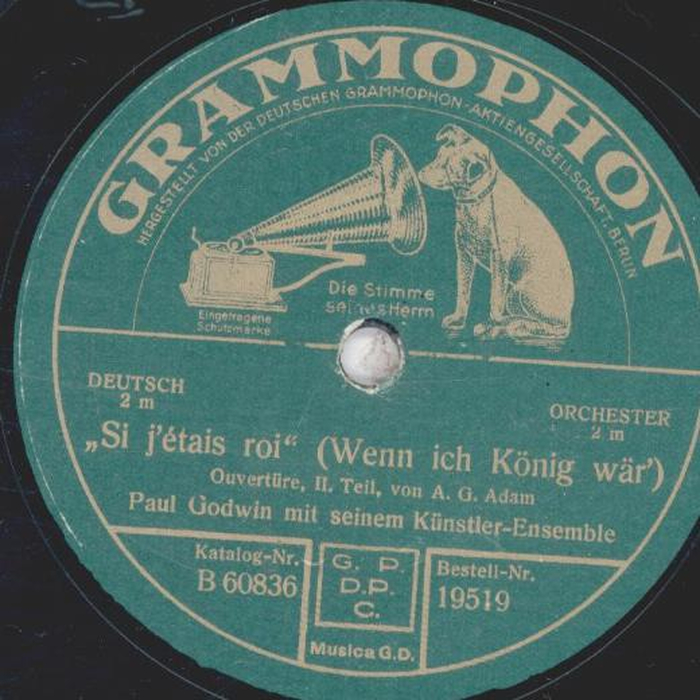 GRAMMOPHON
HERGESTELLT VON DER DEUTSCHEN GRAMMOPHON-AKTIENGESELLSCHAFT. BERLIN
Die Stimme
seines Herrn
Eingetragene
Schutzmarke
DEUTSCH
2 m
ORCHESTER
2 m
„Si j'étais roi“ (Wenn ich König wär')
Ouvertüre, II. Teil, von A. G. Adam
Paul Godwin mit seinem Künstler-Ensemble
Katalog-Nr.
B 60836
G. P.
D.P.
C.
Musica G.D.
Bestell-Nr.
19519